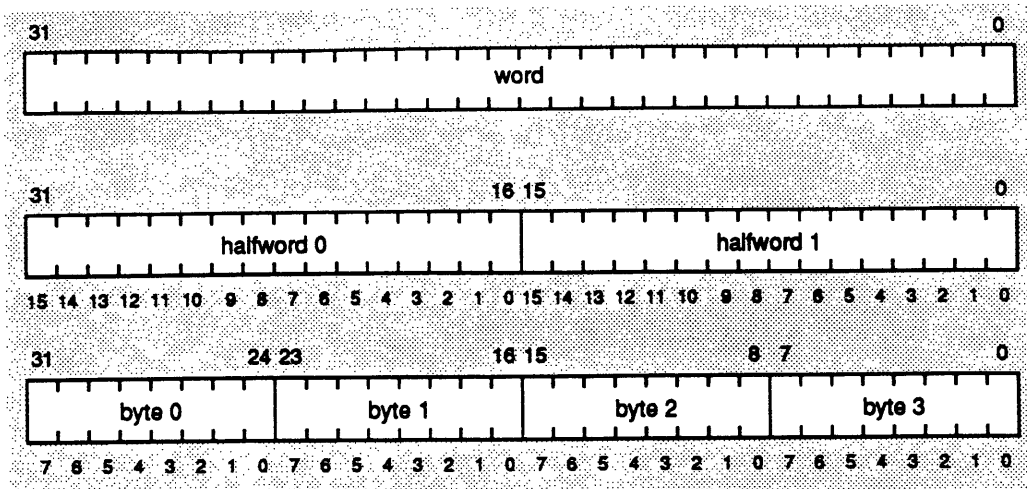 31 0
word
31 16 15 0
halfword 0 halfword 1
15 14 13 12 11 10 9 8 7 6 5 4 3 2 1 0 15 14 13 12 11 10 9 8 7 6 5 4 3 2 1 0
31 24 23 16 15 8 7 0
byte 0 byte 1 byte 2 byte 3
7 6 5 4 3 2 1 0 7 6 5 4 3 2 1 0 7 6 5 4 3 2 1 0 7 6 5 4 3 2 1 0